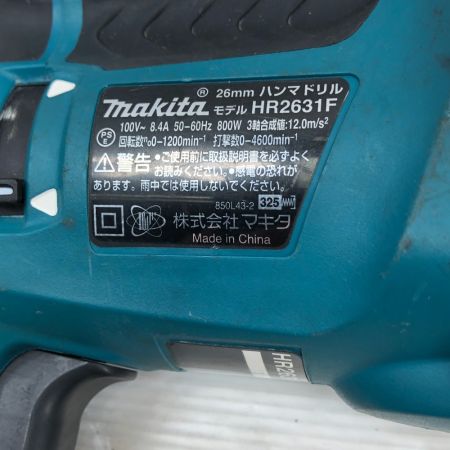 makita® 26mm ハンマドリル
モデル HR2631F
PSE 100V~ 8.4A 50-60Hz 800W 3軸合成値:12.0m/s²
回転数n₀0-1200min⁻¹ 打撃数0-4600min⁻¹
⚠警告 •ご使用前に取扱説明書を必ずよく
お読みください。•感電の恐れが
あります。雨中では使用しないでください。
850L43-2 325
株式会社 マキタ
Made in China
HR26